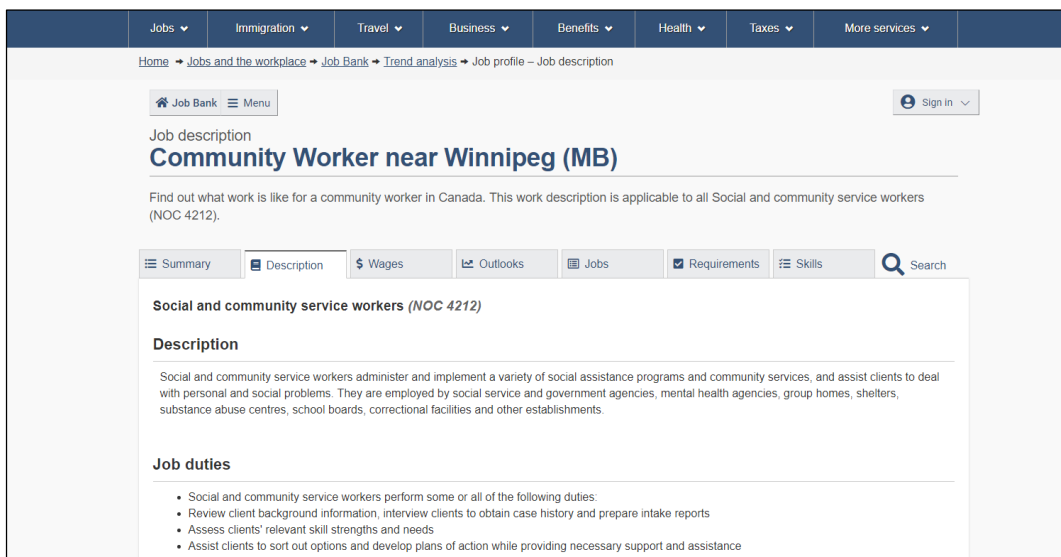 Jobs Immigration Travel Business Benefits Health Taxes More services
Home → Jobs and the workplace → Job Bank → Trend analysis → Job profile – Job description
Job Bank Menu Sign in
Job description
Community Worker near Winnipeg (MB)
Find out what work is like for a community worker in Canada. This work description is applicable to all Social and community service workers
(NOC 4212).
Summary Description $ Wages Outlooks Jobs Requirements Skills Search
Social and community service workers (NOC 4212)
Description
Social and community service workers administer and implement a variety of social assistance programs and community services, and assist clients to deal
with personal and social problems. They are employed by social service and government agencies, mental health agencies, group homes, shelters,
substance abuse centres, school boards, correctional facilities and other establishments.
Job duties
• Social and community service workers perform some or all of the following duties:
• Review client background information, interview clients to obtain case history and prepare intake reports
• Assess clients' relevant skill strengths and needs
• Assist clients to sort out options and develop plans of action while providing necessary support and assistance